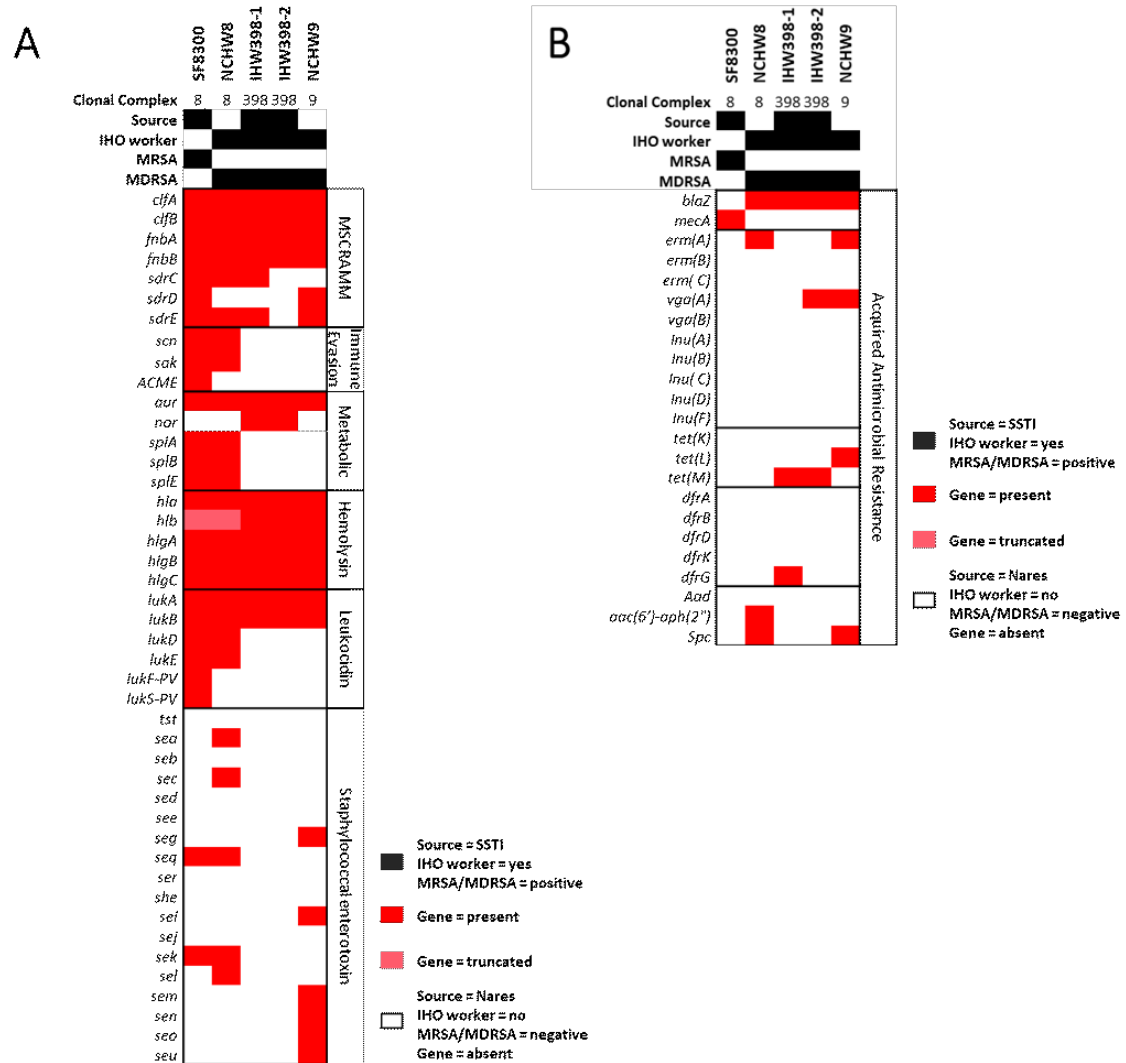 A
SF8300
NCHW8
IHW398-1
IHW398-2
NCHW9
Clonal Complex 8 8 398 398 9
Source
IHO worker
MRSA
MDRSA
clfA
clfB
fnbA
fnbB
sdrC
sdrD
sdrE
MSCRAMM
scn
sak
ACME
Immune
Evasion
aur
nor
splA
splB
splE
Metabolic
hla
hlb
hlgA
hlgB
hlgC
Hemolysin
lukA
lukB
lukD
lukE
lukF-PV
lukS-PV
Leukocidin
tst
sea
seb
sec
sed
see
seg
seq
ser
she
sei
sej
sek
sel
sem
sen
seo
seu
Staphylococcal enterotoxin
Source = SSTI
IHO worker = yes
MRSA/MDRSA = positive
Gene = present
Gene = truncated
Source = Nares
IHO worker = no
MRSA/MDRSA = negative
Gene = absent
B
SF8300
NCHW8
IHW398-1
IHW398-2
NCHW9
Clonal Complex 8 8 398 398 9
Source
IHO worker
MRSA
MDRSA
blaZ
mecA
erm(A)
erm(B)
erm( C)
vga(A)
vga(B)
lnu(A)
lnu(B)
lnu( C)
lnu(D)
lnu(F)
tet(K)
tet(L)
tet(M)
dfrA
dfrB
dfrD
dfrK
dfrG
Aad
aac(6')-aph(2")
Spc
Acquired Antimicrobial Resistance
Source = SSTI
IHO worker = yes
MRSA/MDRSA = positive
Gene = present
Gene = truncated
Source = Nares
IHO worker = no
MRSA/MDRSA = negative
Gene = absent